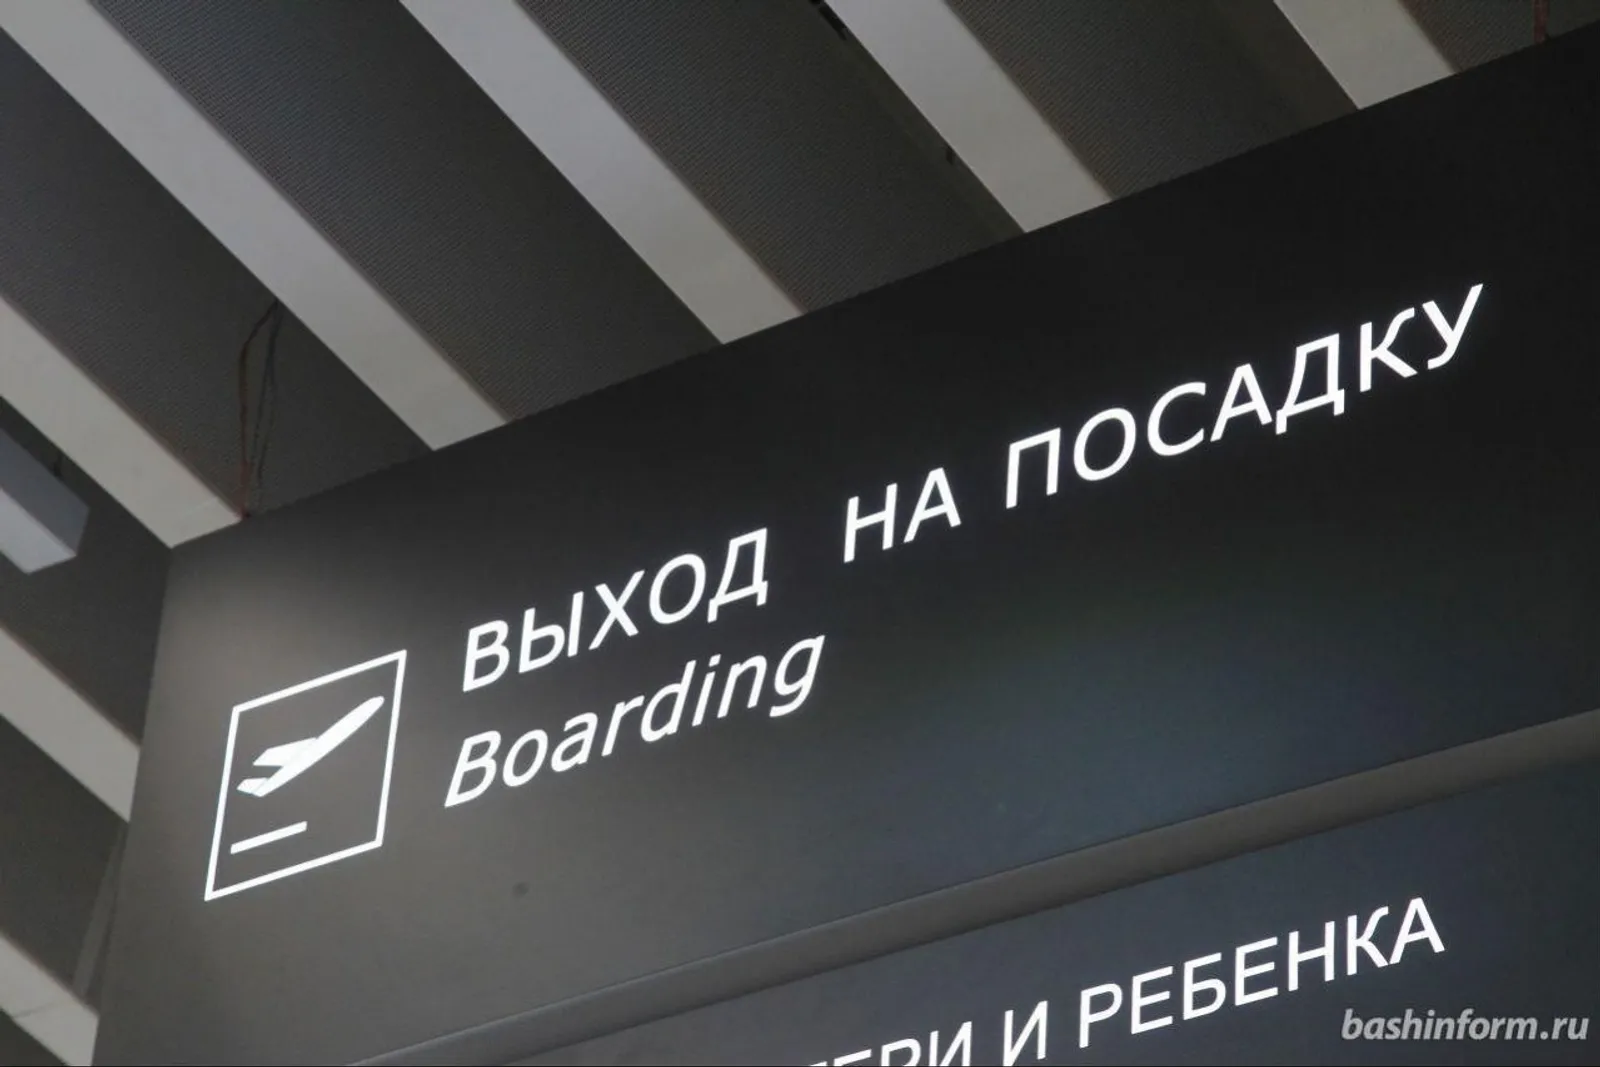 ВЫХОД НА ПОСАДКУ
Boarding
И РЕБЕНКА
bashinform.ru